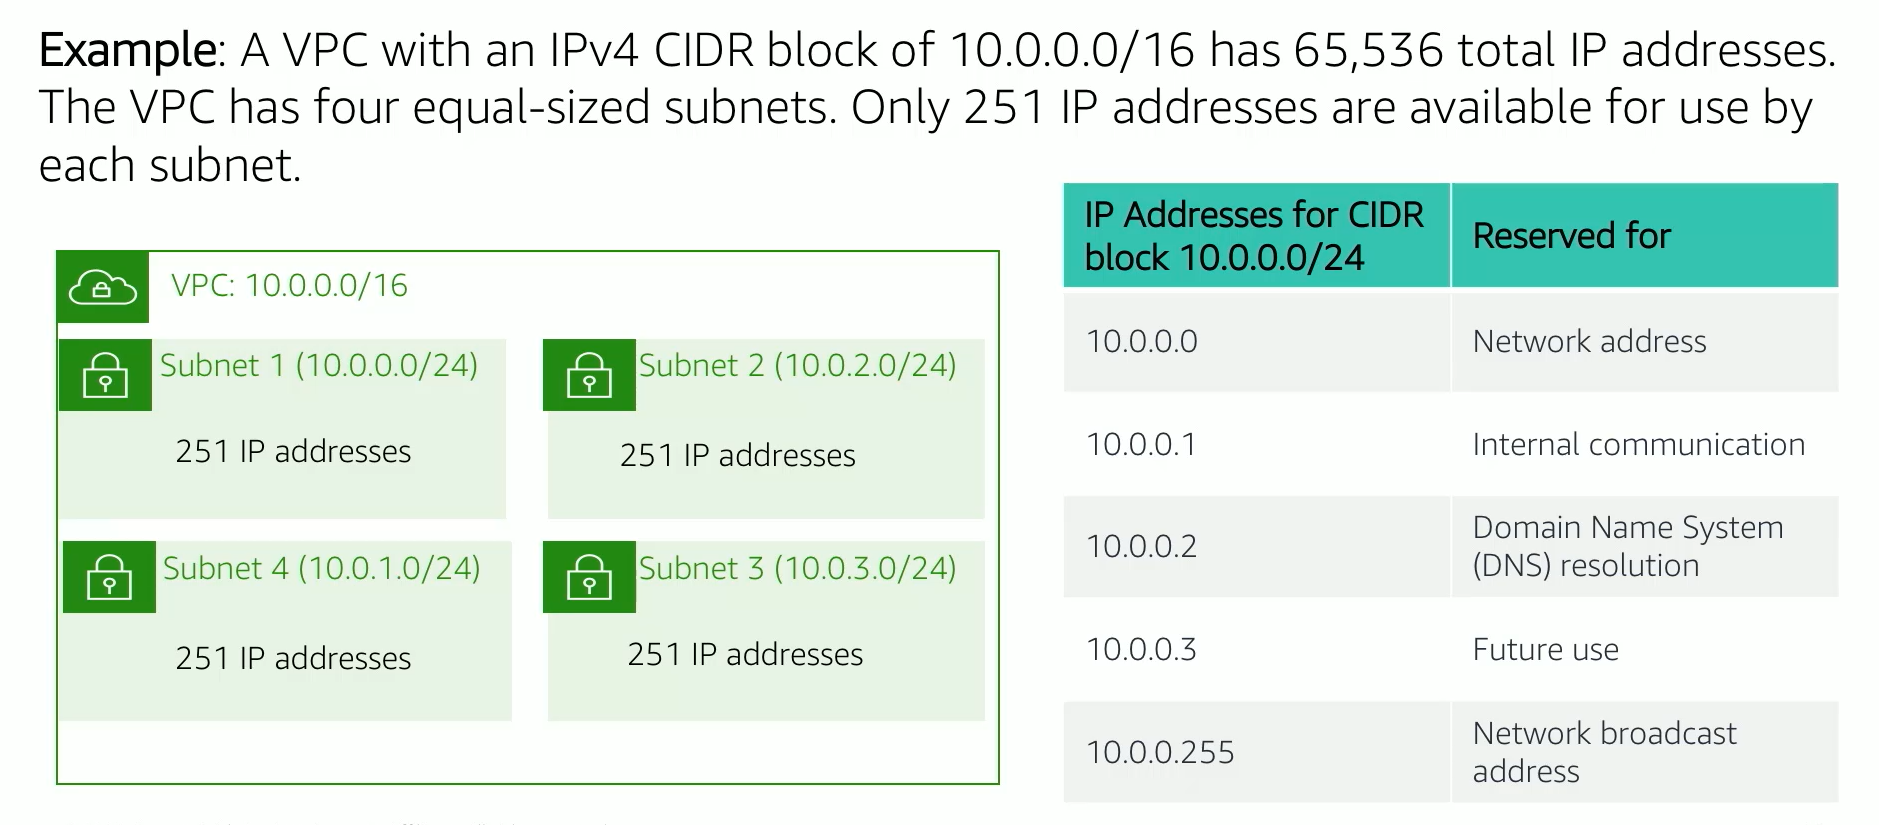 Example: A VPC with an IPv4 CIDR block of 10.0.0.0/16 has 65,536 total IP addresses.
The VPC has four equal-sized subnets. Only 251 IP addresses are available for use by
each subnet.
VPC: 10.0.0.0/16
Subnet 1 (10.0.0.0/24)
251 IP addresses
Subnet 2 (10.0.2.0/24)
251 IP addresses
Subnet 4 (10.0.1.0/24)
251 IP addresses
Subnet 3 (10.0.3.0/24)
251 IP addresses
IP Addresses for CIDR
block 10.0.0.0/24
Reserved for
10.0.0.0
Network address
10.0.0.1
Internal communication
10.0.0.2
Domain Name System
(DNS) resolution
10.0.0.3
Future use
10.0.0.255
Network broadcast
address